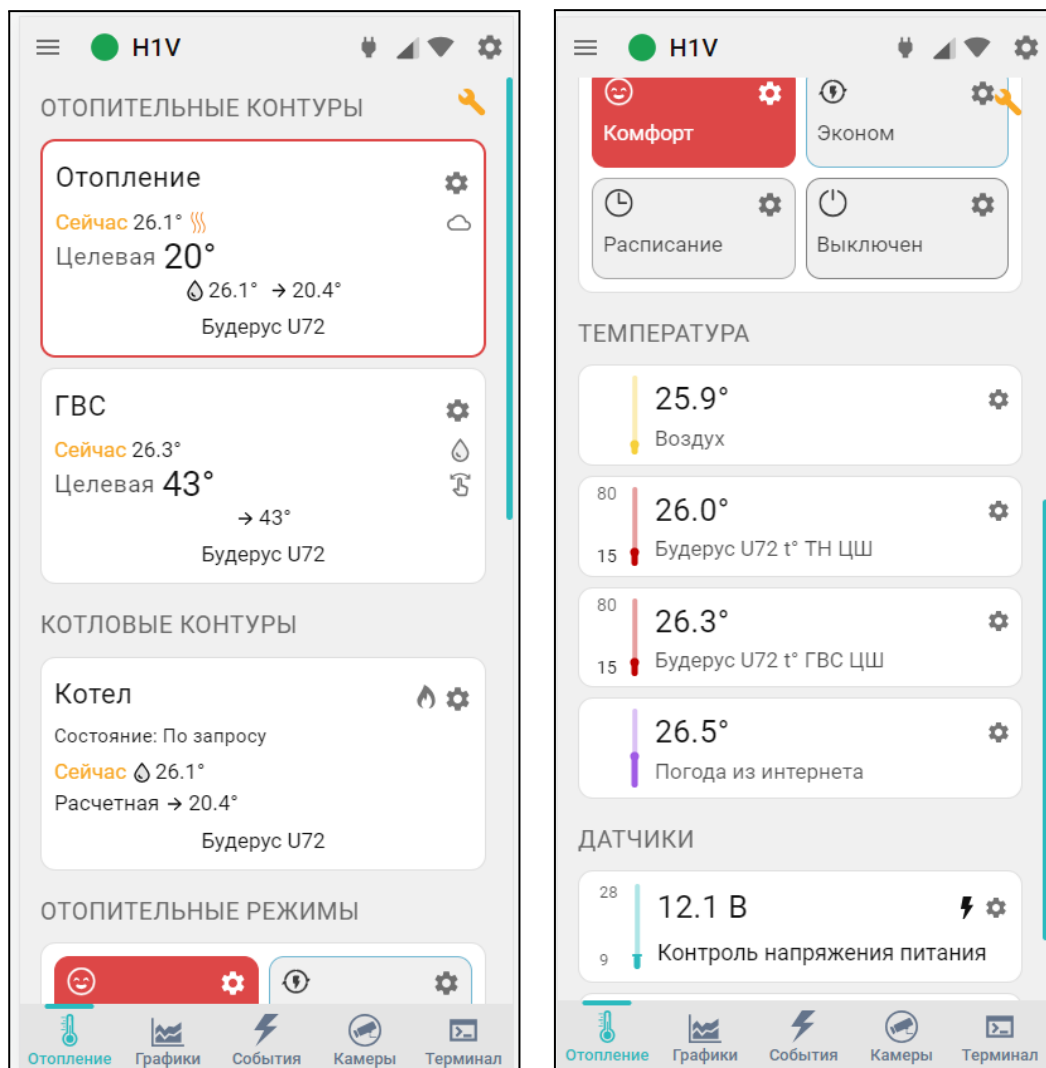 H1V
ОТОПИТЕЛЬНЫЕ КОНТУРЫ
Отопление
Сейчас 26.1°
Целевая 20°
26.1° → 20.4°
Будерус U72
ГВС
Сейчас 26.3°
Целевая 43°
→ 43°
Будерус U72
КОТЛОВЫЕ КОНТУРЫ
Котел
Состояние: По запросу
Сейчас 26.1°
Расчетная → 20.4°
Будерус U72
ОТОПИТЕЛЬНЫЕ РЕЖИМЫ
Отопление Графики События Камеры Терминал
H1V
Комфорт Эконом
Расписание Выключен
ТЕМПЕРАТУРА
25.9°
Воздух
80
26.0°
15 Будерус U72 t° ТН ЦШ
80
26.3°
15 Будерус U72 t° ГВС ЦШ
26.5°
Погода из интернета
ДАТЧИКИ
28
12.1 В
9 Контроль напряжения питания
Отопление Графики События Камеры Терминал